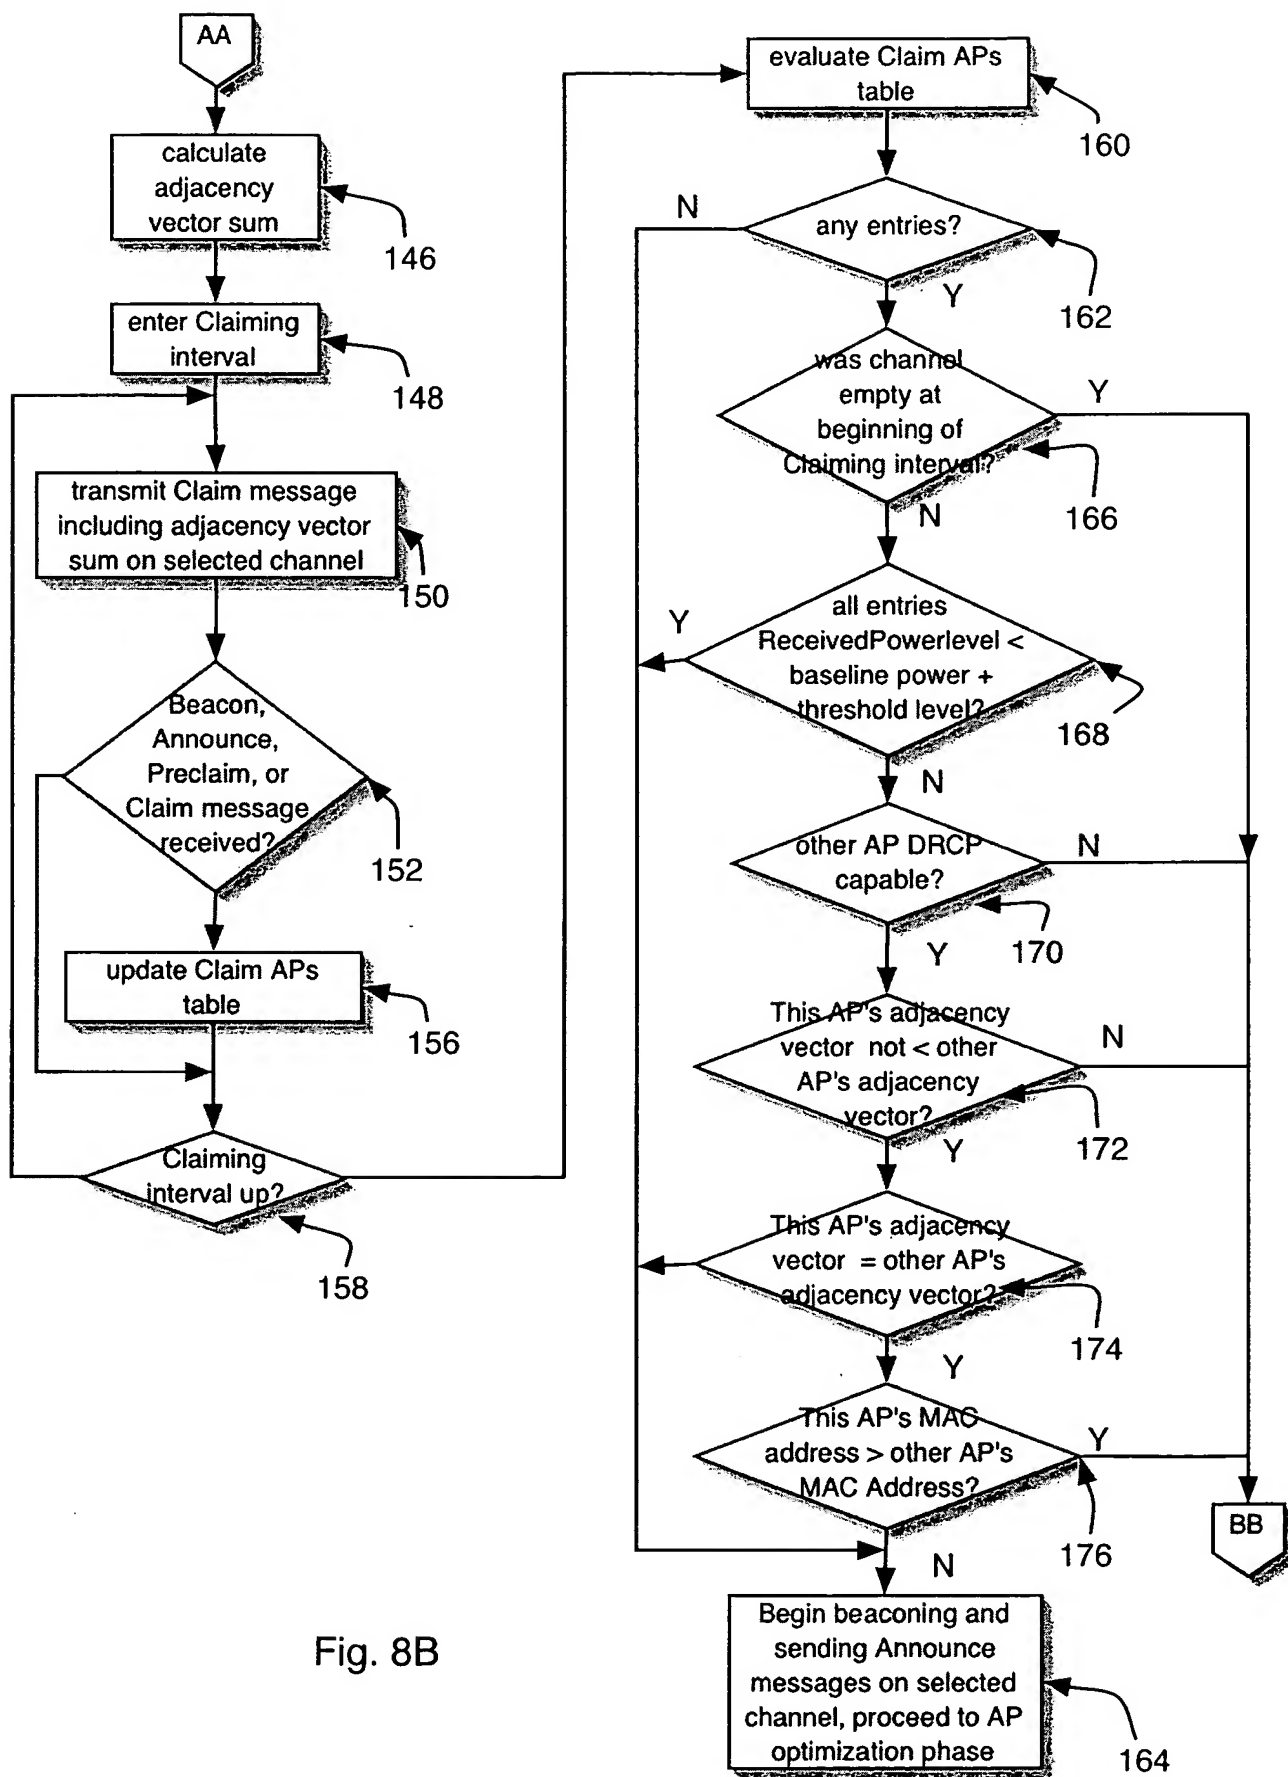 AA
calculate
adjacency
vector sum
146
enter Claiming
interval
148
transmit Claim message
including adjacency vector
sum on selected channel
150
Beacon,
Announce,
Preclaim, or
Claim message
received?
152
update Claim APs
table
156
Claiming
interval up?
158
evaluate Claim APs
table
160
N
any entries?
162
Y
was channel
empty at
beginning of
Claiming interval?
Y
166
N
all entries
ReceivedPowerlevel <
baseline power +
threshold level?
Y
168
N
other AP DRCP
capable?
N
170
Y
This AP's adjacency
vector not < other
AP's adjacency
vector?
N
172
Y
This AP's adjacency
vector = other AP's
adjacency vector?
174
Y
This AP's MAC
address > other AP's
MAC Address?
Y
176
BB
N
Begin beaconing and
sending Announce
messages on selected
channel, proceed to AP
optimization phase
164
Fig. 8B